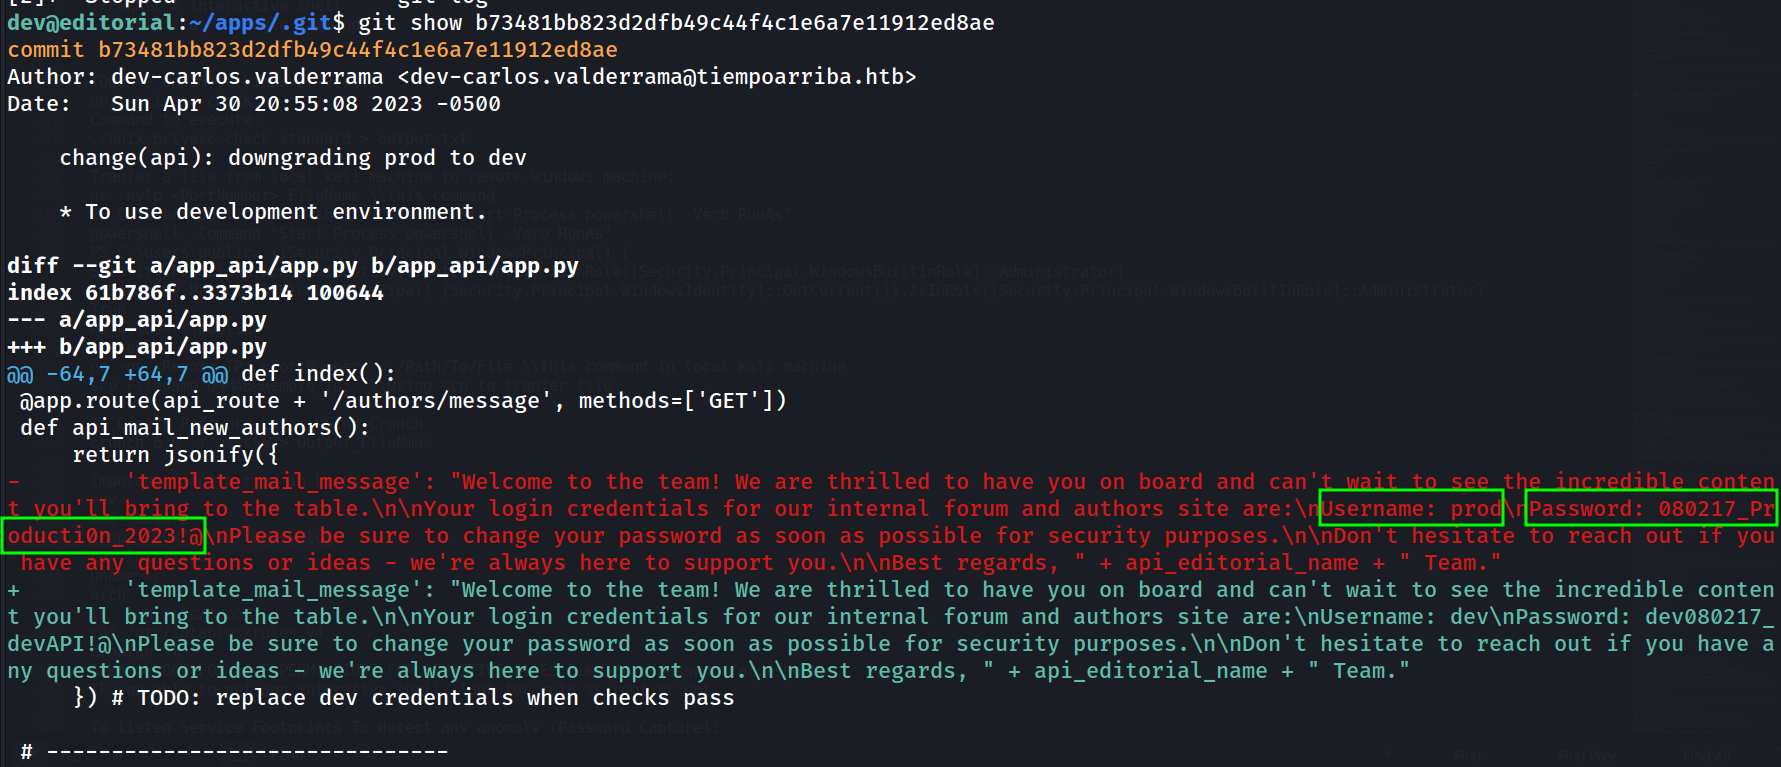 [2]+  Stopped                 git log
dev@editorial:~/apps/.git$ git show b73481bb823d2dfb49c44f4c1e6a7e11912ed8ae
commit b73481bb823d2dfb49c44f4c1e6a7e11912ed8ae
Author: dev-carlos.valderrama <dev-carlos.valderrama@tiempoarriba.htb>
Date:   Sun Apr 30 20:55:08 2023 -0500
    change(api): downgrading prod to dev
    * To use development environment.
diff --git a/app_api/app.py b/app_api/app.py
index 61b786f..3373b14 100644
--- a/app_api/app.py
+++ b/app_api/app.py
@@ -64,7 +64,7 @@ def index():
 @app.route(api_route + '/authors/message', methods=['GET'])
 def api_mail_new_authors():
     return jsonify({
-        'template_mail_message': "Welcome to the team! We are thrilled to have you on board and can't wait to see the incredible conten
t you'll bring to the table.\n\nYour login credentials for our internal forum and authors site are:\nUsername: prod\nPassword: 080217_Pr
oducti0n_2023!@\nPlease be sure to change your password as soon as possible for security purposes.\n\nDon't hesitate to reach out if you
 have any questions or ideas - we're always here to support you.\n\nBest regards, " + api_editorial_name + " Team."
+        'template_mail_message': "Welcome to the team! We are thrilled to have you on board and can't wait to see the incredible conten
t you'll bring to the table.\n\nYour login credentials for our internal forum and authors site are:\nUsername: dev\nPassword: dev080217_
devAPI!@\nPlease be sure to change your password as soon as possible for security purposes.\n\nDon't hesitate to reach out if you have a
ny questions or ideas - we're always here to support you.\n\nBest regards, " + api_editorial_name + " Team."
     }) # TODO: replace dev credentials when checks pass
 # -------------------------------